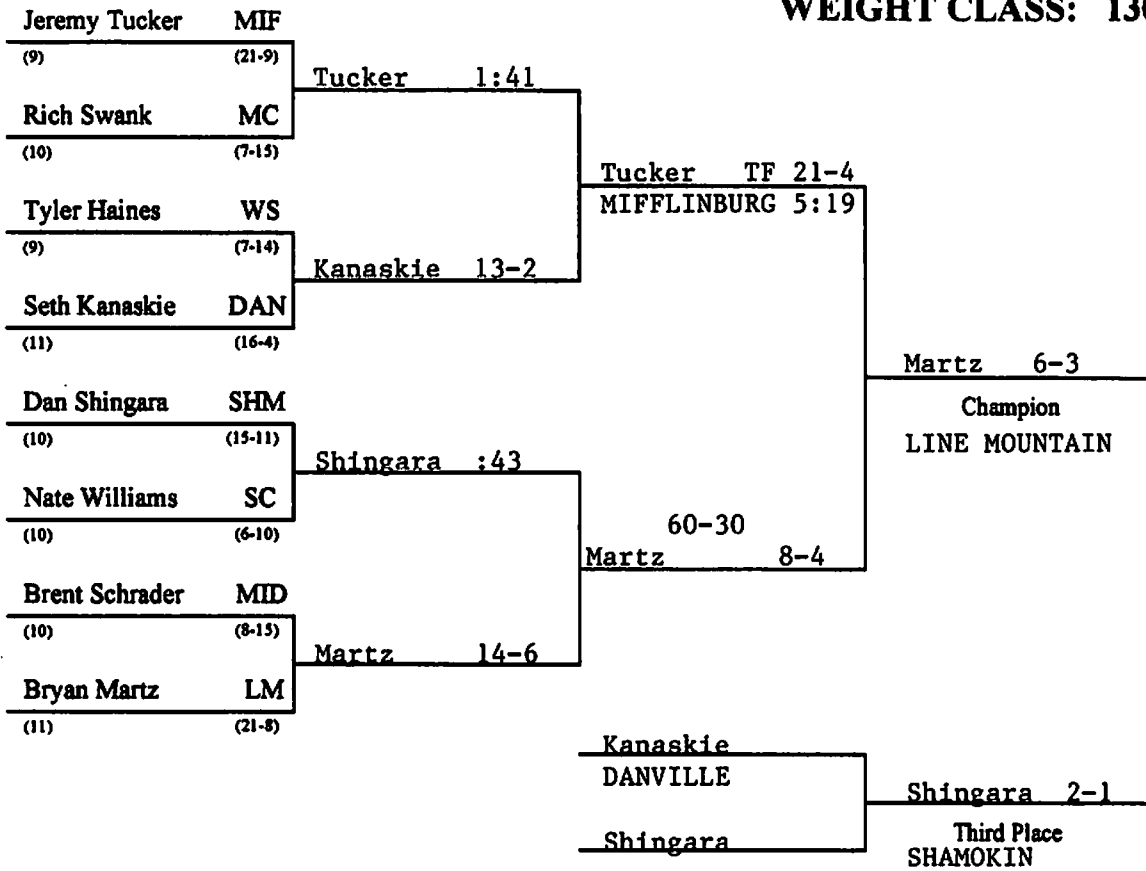 WEIGHT CLASS: 130
Jeremy Tucker MIF
(9) (21-9)
Tucker 1:41
Rich Swank MC
(10) (7-15)
Tucker TF 21-4
MIFFLINBURG 5:19
Tyler Haines WS
(9) (7-14)
Kanaskie 13-2
Seth Kanaskie DAN
(11) (16-4)
Martz 6-3
Champion
LINE MOUNTAIN
Dan Shingara SHM
(10) (15-11)
Shingara :43
Nate Williams SC
(10) (6-10)
60-30
Martz 8-4
Brent Schrader MID
(10) (8-15)
Martz 14-6
Bryan Martz LM
(11) (21-8)
Kanaskie
DANVILLE
Shingara 2-1
Third Place
SHAMOKIN
Shingara